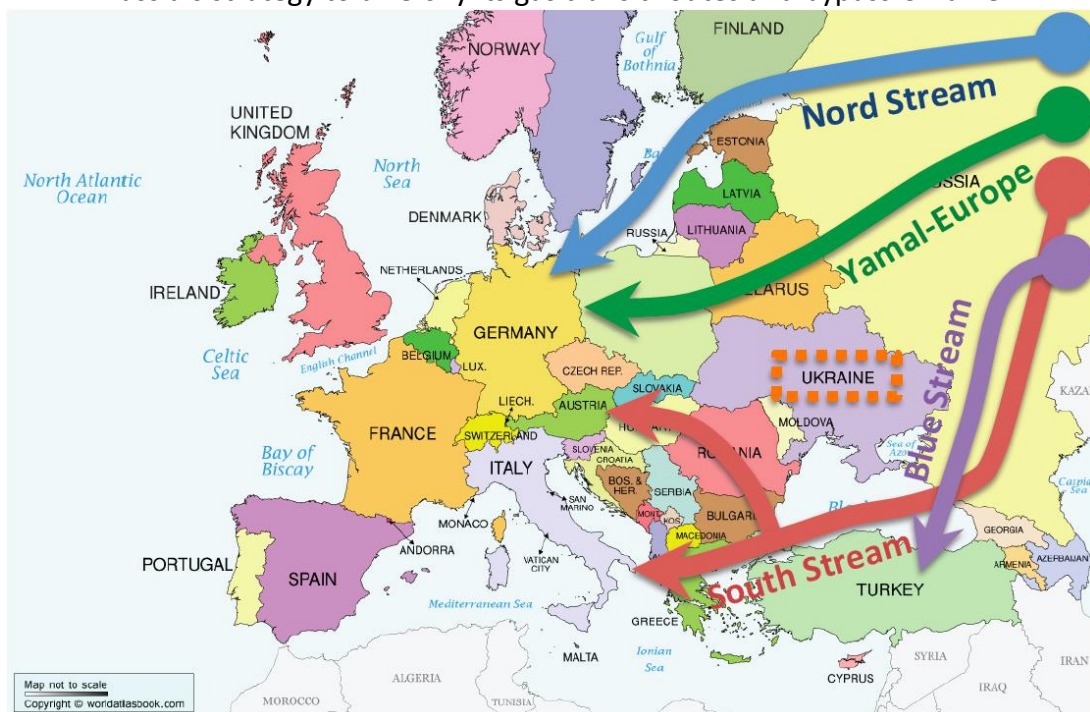 NORWAY
Gulf
of
Bothnia
FINLAND
Nord Stream
UNITED
KINGDOM
North
Sea
ESTONIA
North Atlantic
Ocean
LATVIA
DENMARK
LITHUANIA
RUSSIA
Yamal-Europe
NETHERLANDS
IRELAND
GERMANY
Celtic
Sea
English Channel
BELGIUM
LUX.
CZECH REP.
UKRAINE
SLOVAKIA
LIECH.
AUSTRIA
MOLDOVA
Blue Stream
FRANCE
SWITZERLAND
SLOVENIA
CROATIA
Bay of
Biscay
ITALY
BOS. &
HER.
SERBIA
SAN
MARINO
MONT.
KOS.
MONACO
MACEDONIA
GEORGIA
ANDORRA
VATICAN
CITY
ARMENIA
AZERBAIJAN
PORTUGAL
SPAIN
South Stream
TURKEY
Mediterranean Sea
GREECE
MALTA
Ionian
Sea
CYPRUS
SYRIA
IRAN
IRAQ
Map not to scale
Copyright © worldatlasbook.com
MOROCCO
ALGERIA
TUNISIA